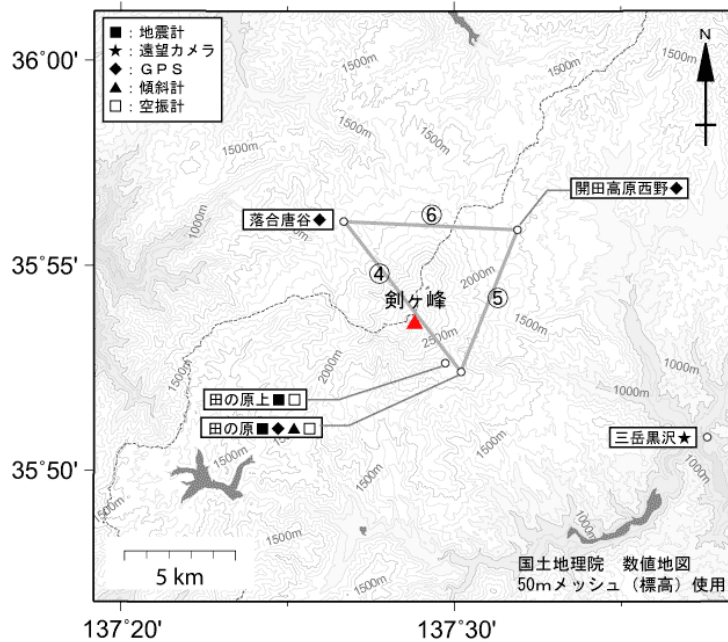 ■：地震計
★：遠望カメラ
◆：ＧＰＳ
▲：傾斜計
□：空振計
N
36°00'
35°55'
35°50'
137°20'
137°30'
1500m
1500m
1500m
1500m
1500m
1000m
落合唐谷◆
⑥
開田高原西野◆
④
剣ヶ峰
2000m
⑤
1500m
2500m
2000m
1500m
田の原上■□
田の原■◆▲□
1000m
三岳黒沢★
1000m
1500m
1500m
1500m
1500m
1500m
1000m
5 km
国土地理院　数値地図
50mメッシュ（標高）使用